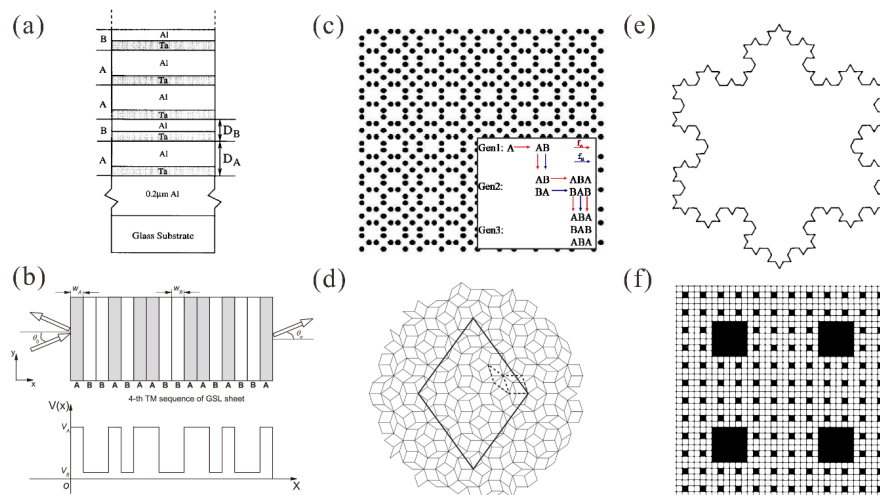 (a)
B
Al
Ta
A
Al
Ta
A
Al
Ta
B
Al
Ta
D_B
A
Al
Ta
D_A
0.2μm Al
Glass Substrate
(b)
w_A
w_B
θ_0
θ_e
y
x
A B B A B A A B B A A B A B B A
4-th TM sequence of GSL sheet
V(x)
V_A
V_B
O
X
(c)
Gen1: A AB
f_A
f_B
AB ABA
Gen2: BA BAB
ABA
Gen3: BAB
ABA
(d)
(e)
(f)